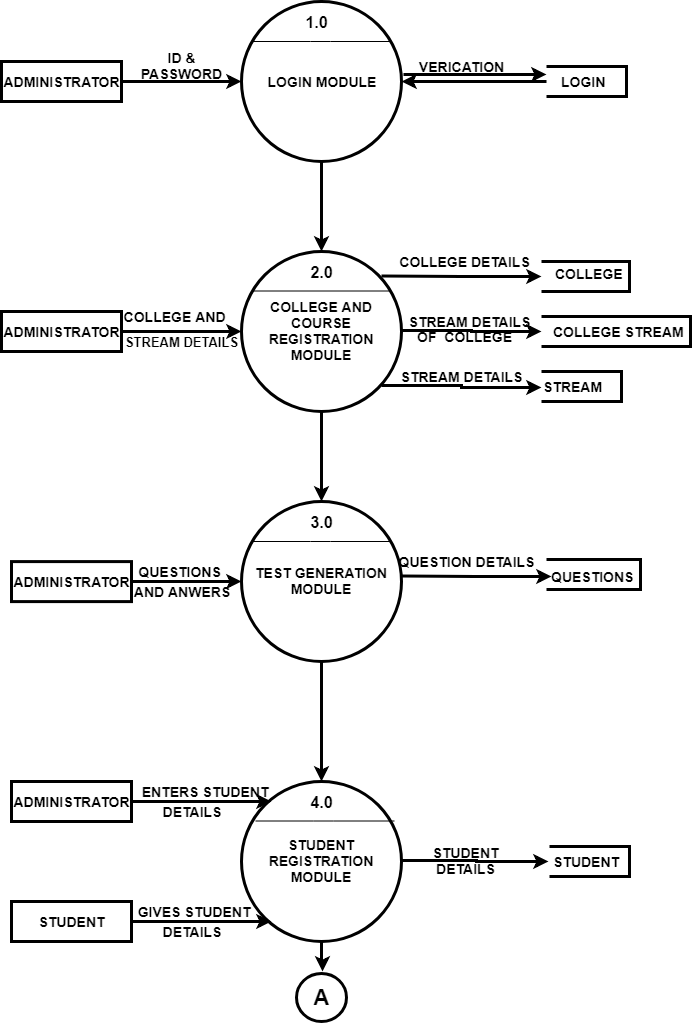 1.0
ID &
PASSWORD
ADMINISTRATOR
LOGIN MODULE
VERICATION
LOGIN
2.0
COLLEGE DETAILS
COLLEGE
COLLEGE AND
STREAM DETAILS
ADMINISTRATOR
COLLEGE AND
COURSE
REGISTRATION
MODULE
STREAM DETAILS
OF COLLEGE
COLLEGE STREAM
STREAM DETAILS
STREAM
3.0
ADMINISTRATOR
QUESTIONS
AND ANWERS
TEST GENERATION
MODULE
QUESTION DETAILS
QUESTIONS
4.0
ADMINISTRATOR
ENTERS STUDENT
DETAILS
STUDENT
REGISTRATION
MODULE
STUDENT
DETAILS
STUDENT
STUDENT
GIVES STUDENT
DETAILS
A